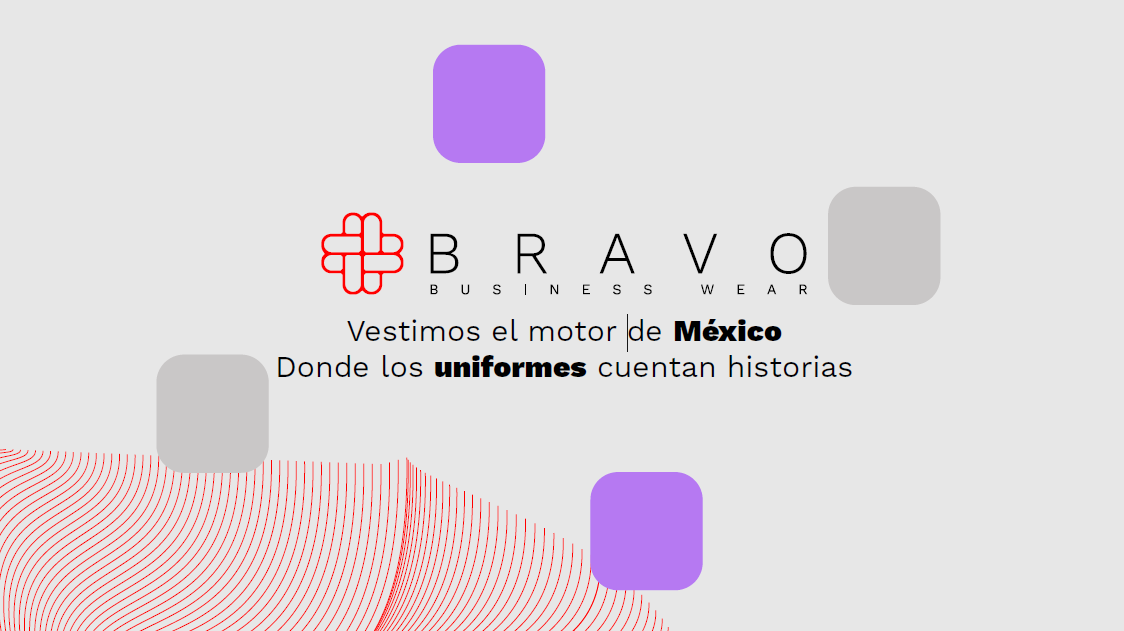 BRAVO
BUSINESS WEAR
Vestimos el motor de México
Donde los uniformes cuentan historias